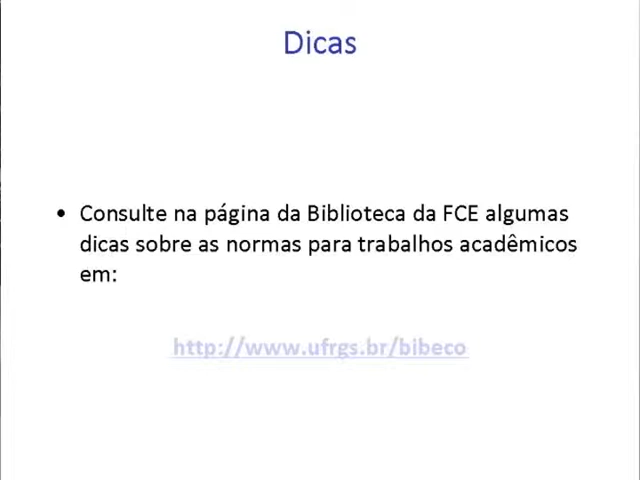 Dicas
• Consulte na página da Biblioteca da FCE algumas
dicas sobre as normas para trabalhos acadêmicos
em:
http://www.ufrgs.br/bibeco